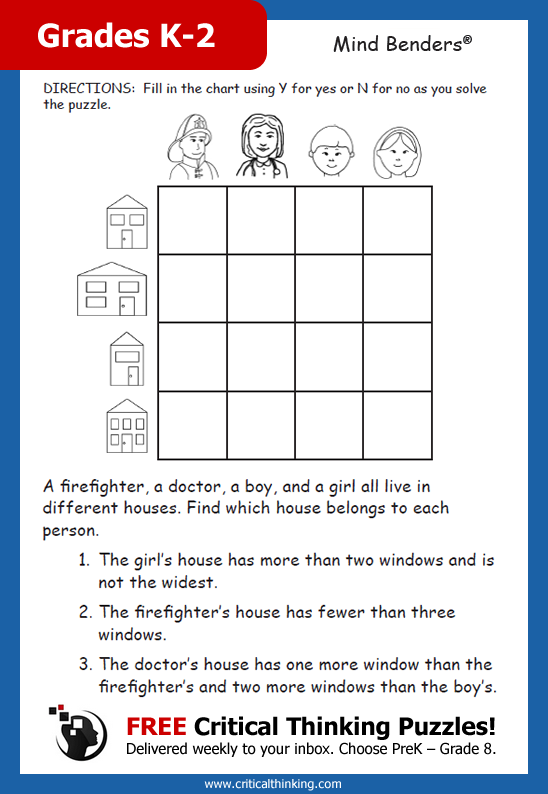 Grades K-2
Mind Benders®
DIRECTIONS: Fill in the chart using Y for yes or N for no as you solve
the puzzle.
A firefighter, a doctor, a boy, and a girl all live in
different houses. Find which house belongs to each
person.
1. The girl's house has more than two windows and is
not the widest.
2. The firefighter's house has fewer than three
windows.
3. The doctor's house has one more window than the
firefighter's and two more windows than the boy's.
FREE Critical Thinking Puzzles!
Delivered weekly to your inbox. Choose PreK – Grade 8.
www.criticalthinking.com